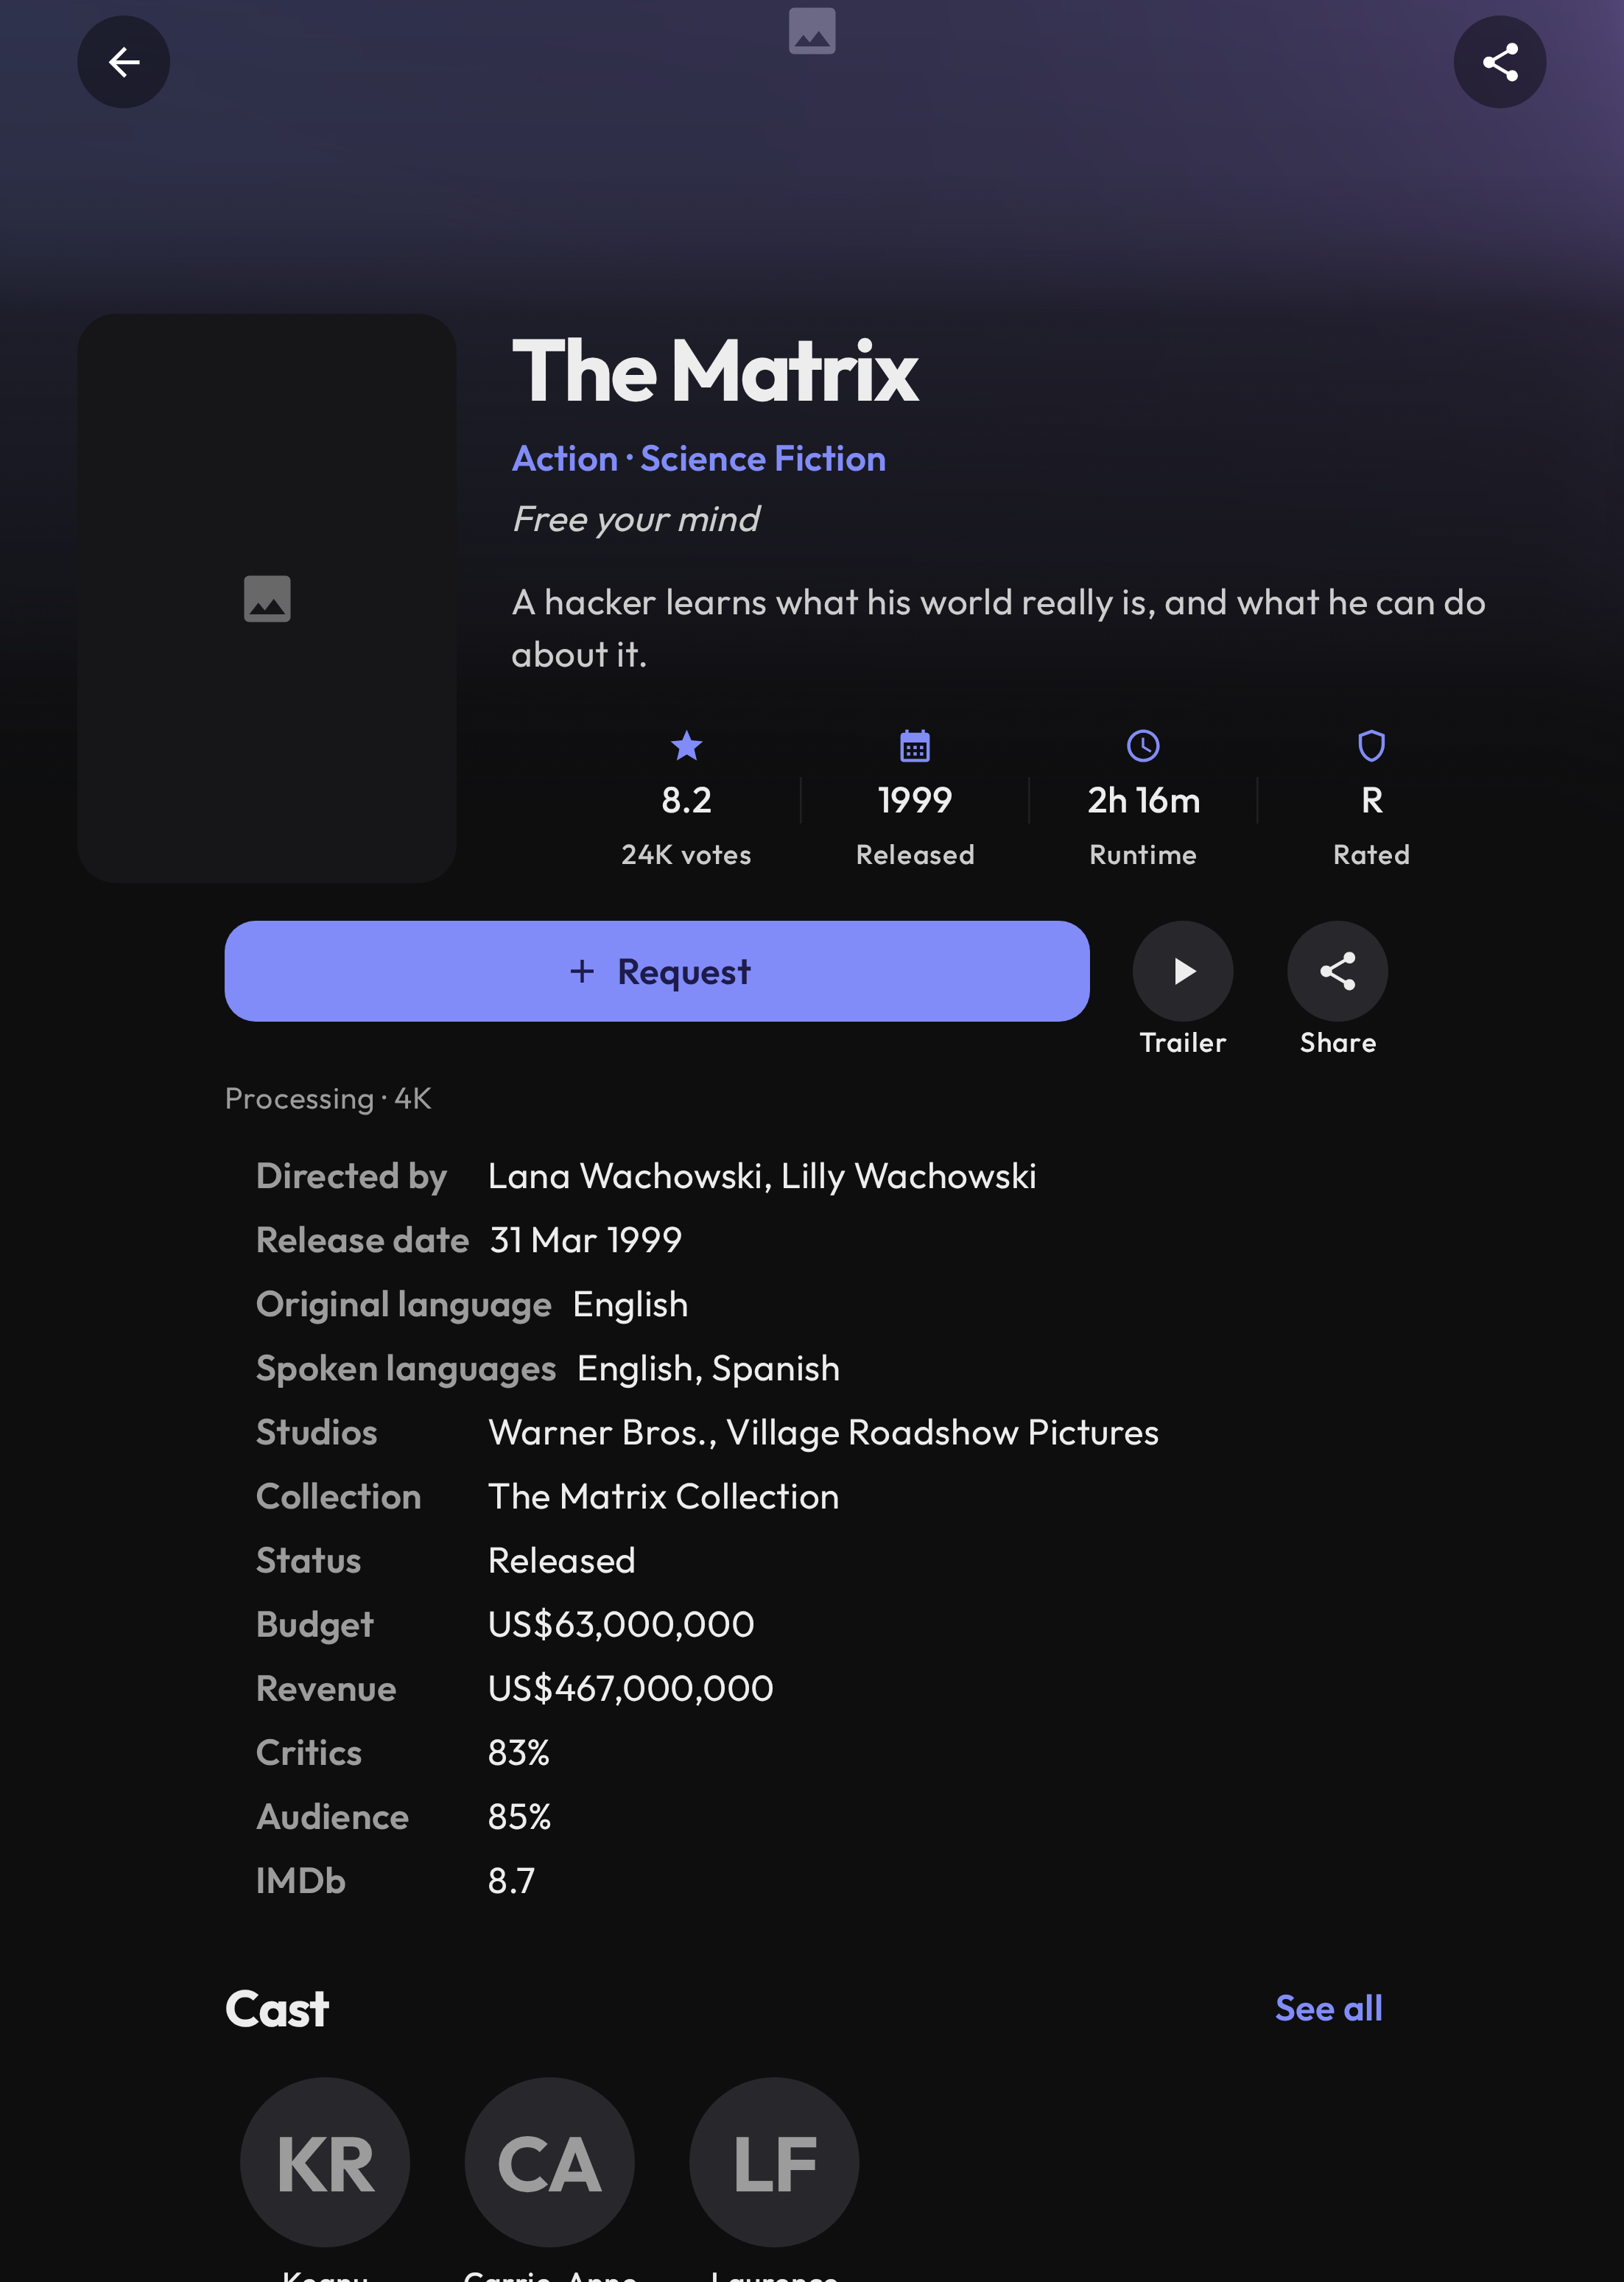 The Matrix
Action · Science Fiction
Free your mind
A hacker learns what his world really is, and what he can do
about it.
8.2
1999
2h 16m
R
24K votes
Released
Runtime
Rated
+ Request
Trailer
Share
Processing · 4K
Directed by Lana Wachowski, Lilly Wachowski
Release date 31 Mar 1999
Original language English
Spoken languages English, Spanish
Studios Warner Bros., Village Roadshow Pictures
Collection The Matrix Collection
Status Released
Budget US$63,000,000
Revenue US$467,000,000
Critics 83%
Audience 85%
IMDb 8.7
Cast
See all
KR
CA
LF
Keanu
Carrie-Anne
Laurence